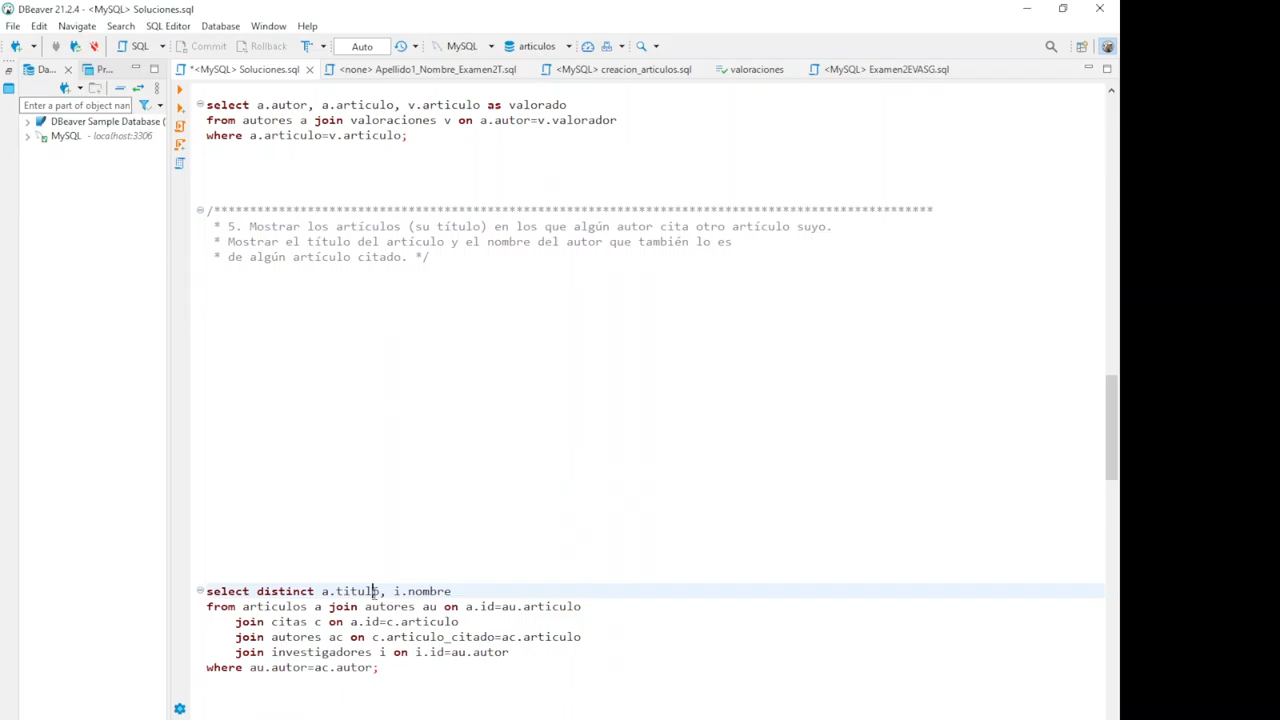 DBeaver 21.2.4 - <MySQL> Soluciones.sql
File Edit Navigate Search SQL Editor Database Window Help
SQL Commit Rollback Auto MySQL articulos
Da... Pr... *<MySQL> Soluciones.sql <none> Apellido1_Nombre_Examen2T.sql <MySQL> creacion_articulos.sql valoraciones <MySQL> Examen2EVASG.sql
Enter a part of object nan
DBeaver Sample Database (
MySQL - localhost:3306
select a.autor, a.articulo, v.articulo as valorado
from autores a join valoraciones v on a.autor=v.valorador
where a.articulo=v.articulo;
/****************************************************************************************************
* 5. Mostrar los artículos (su título) en los que algún autor cita otro artículo suyo.
* Mostrar el título del artículo y el nombre del autor que también lo es
* de algún artículo citado. */
select distinct a.titulo, i.nombre
from articulos a join autores au on a.id=au.articulo
join citas c on a.id=c.articulo
join autores ac on c.articulo_citado=ac.articulo
join investigadores i on i.id=au.autor
where au.autor=ac.autor;